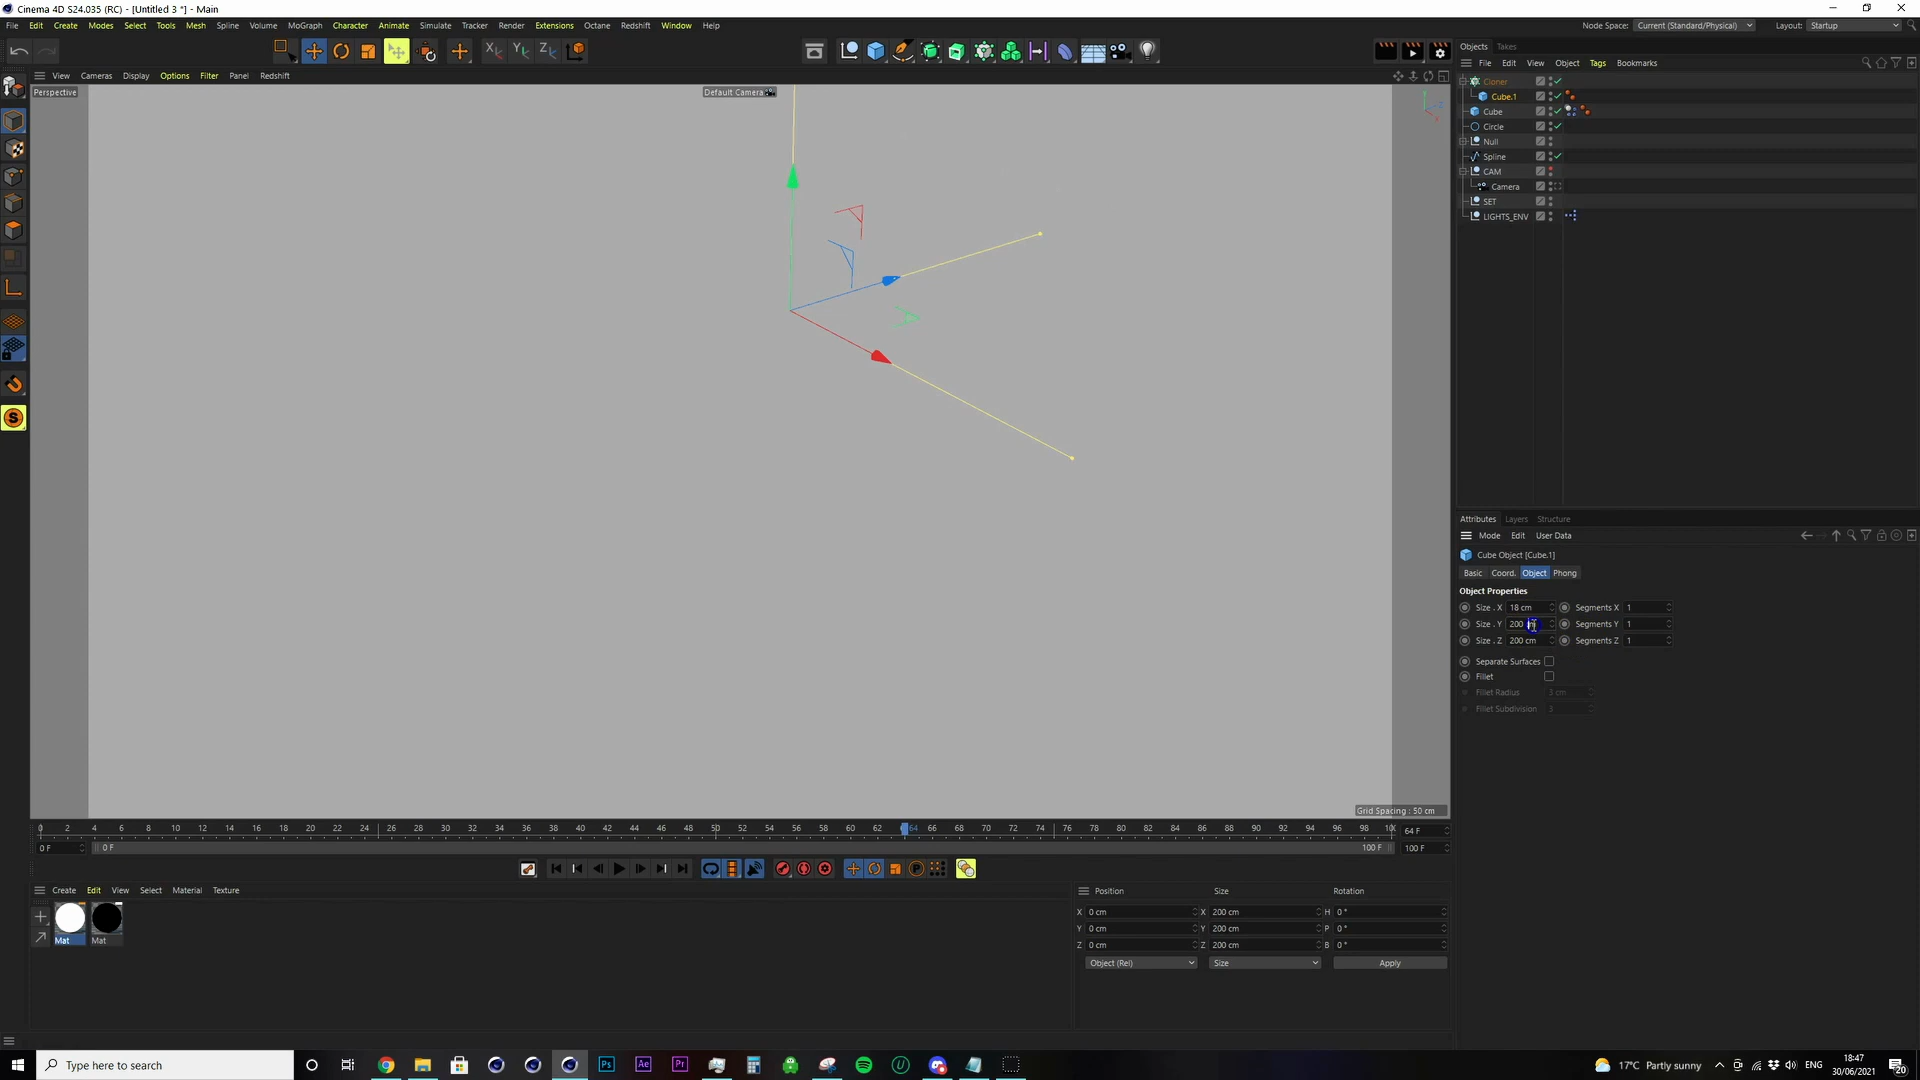 Cinema 4D S24.035 (RC) - [Untitled 3 *] - Main
File Edit Create Modes Select Tools Mesh Spline Volume MoGraph Character Animate Simulate Tracker Render Extensions Octane Redshift Window Help
Node Space: Current (Standard/Physical) Layout: Startup
Objects Takes
File Edit View Object Tags Bookmarks
View Cameras Display Options Filter Panel Redshift
Perspective
Default Camera
Cloner
Cube.1
Cube
Circle
Null
Spline
CAM
Camera
SET
LIGHTS_ENV
Attributes Layers Structure
Mode Edit User Data
Cube Object [Cube.1]
Basic Coord. Object Phong
Object Properties
Size . X 18 cm Segments X 1
Size . Y 200 Segments Y 1
Size . Z 200 cm Segments Z 1
Separate Surfaces
Fillet
Fillet Radius 3 cm
Fillet Subdivision 3
Grid Spacing : 50 cm
0 2 4 6 8 10 12 14 16 18 20 22 24 26 28 30 32 34 36 38 40 42 44 46 48 50 52 54 56 58 60 62 64 66 68 70 72 74 76 78 80 82 84 86 88 90 92 94 96 98 64 F
0 F 0 F 100 F 100 F
Create Edit View Select Material Texture
Mat Mat
Position Size Rotation
X 0 cm X 200 cm H 0 °
Y 0 cm Y 200 cm P 0 °
Z 0 cm Z 200 cm B 0 °
Object (Rel) Size Apply
Type here to search
Ps Ae Pr
17°C Partly sunny ENG 18:47
30/06/2021 20